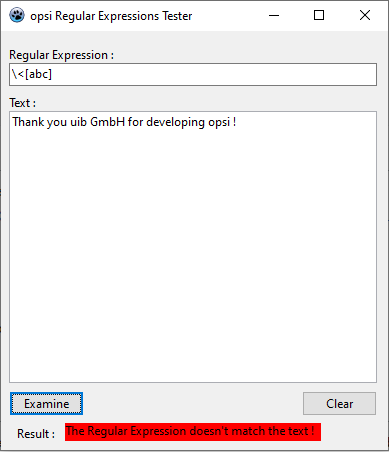 opsi Regular Expressions Tester
Regular Expression :
\<[abc]
Text :
Thank you uib GmbH for developing opsi !
Examine
Clear
Result :
The Regular Expression doesn't match the text !